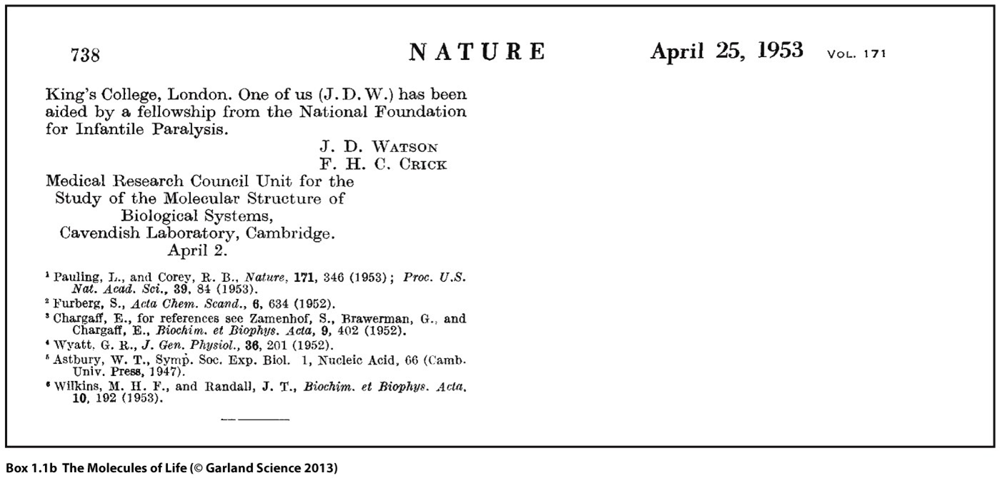 738 NATURE April 25, 1953 VOL. 171
King's College, London. One of us (J. D. W.) has been
aided by a fellowship from the National Foundation
for Infantile Paralysis.
J. D. WATSON
F. H. C. CRICK
Medical Research Council Unit for the
Study of the Molecular Structure of
Biological Systems,
Cavendish Laboratory, Cambridge.
April 2.
¹ Pauling, L., and Corey, R. B., Nature, 171, 346 (1953); Proc. U.S.
Nat. Acad. Sci., 39, 84 (1953).
² Furberg, S., Acta Chem. Scand., 6, 634 (1952).
³ Chargaff, E., for references see Zamenhof, S., Brawerman, G., and
Chargaff, E., Biochim. et Biophys. Acta, 9, 402 (1952).
⁴ Wyatt, G. R., J. Gen. Physiol., 36, 201 (1952).
⁵ Astbury, W. T., Symp. Soc. Exp. Biol. 1, Nucleic Acid, 66 (Camb.
Univ. Press, 1947).
⁶ Wilkins, M. H. F., and Randall, J. T., Biochim. et Biophys. Acta,
10, 192 (1953).
Box 1.1b The Molecules of Life (© Garland Science 2013)